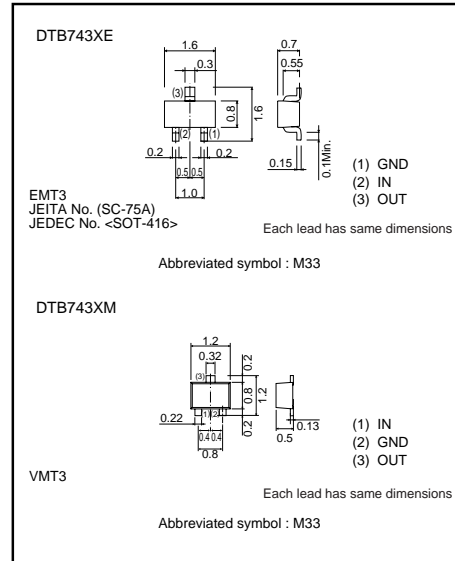 DTB743XE
1.6
0.3
0.7
0.55
(3)
0.8
1.6
(2) (1)
0.2 0.2
0.5 0.5
1.0
0.15
0.1Min.
(1) GND
(2) IN
(3) OUT
EMT3
JEITA No. (SC-75A)
JEDEC No. <SOT-416>
Each lead has same dimensions
Abbreviated symbol : M33
DTB743XM
1.2
0.32
0.2
(3)
0.8
1.2
0.22
(1) (2)
0.2
0.4 0.4
0.8
0.13
0.5
(1) IN
(2) GND
(3) OUT
VMT3
Each lead has same dimensions
Abbreviated symbol : M33